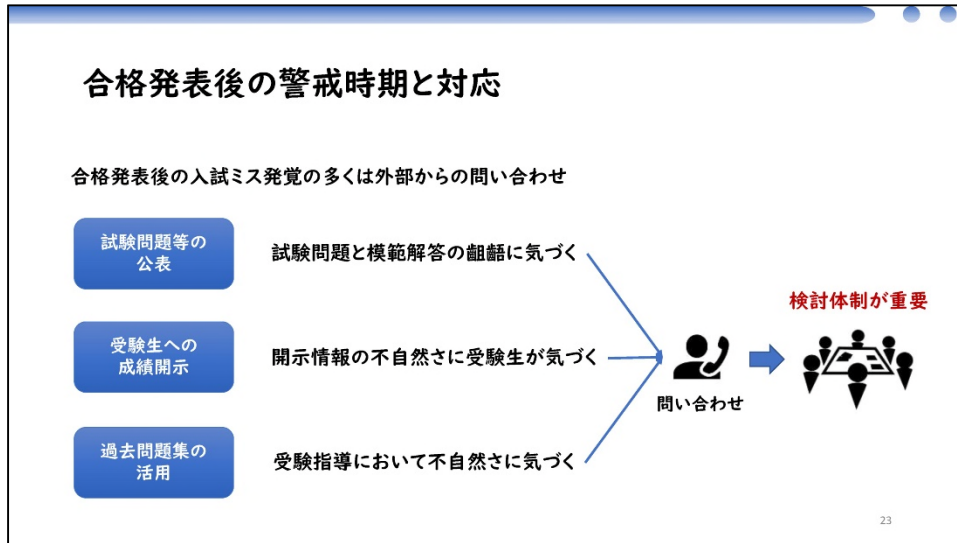 合格発表後の警戒時期と対応
合格発表後の入試ミス発覚の多くは外部からの問い合わせ
試験問題等の
公表
試験問題と模範解答の齟齬に気づく
受験生への
成績開示
開示情報の不自然さに受験生が気づく
過去問題集の
活用
受験指導において不自然さに気づく
問い合わせ
検討体制が重要
23